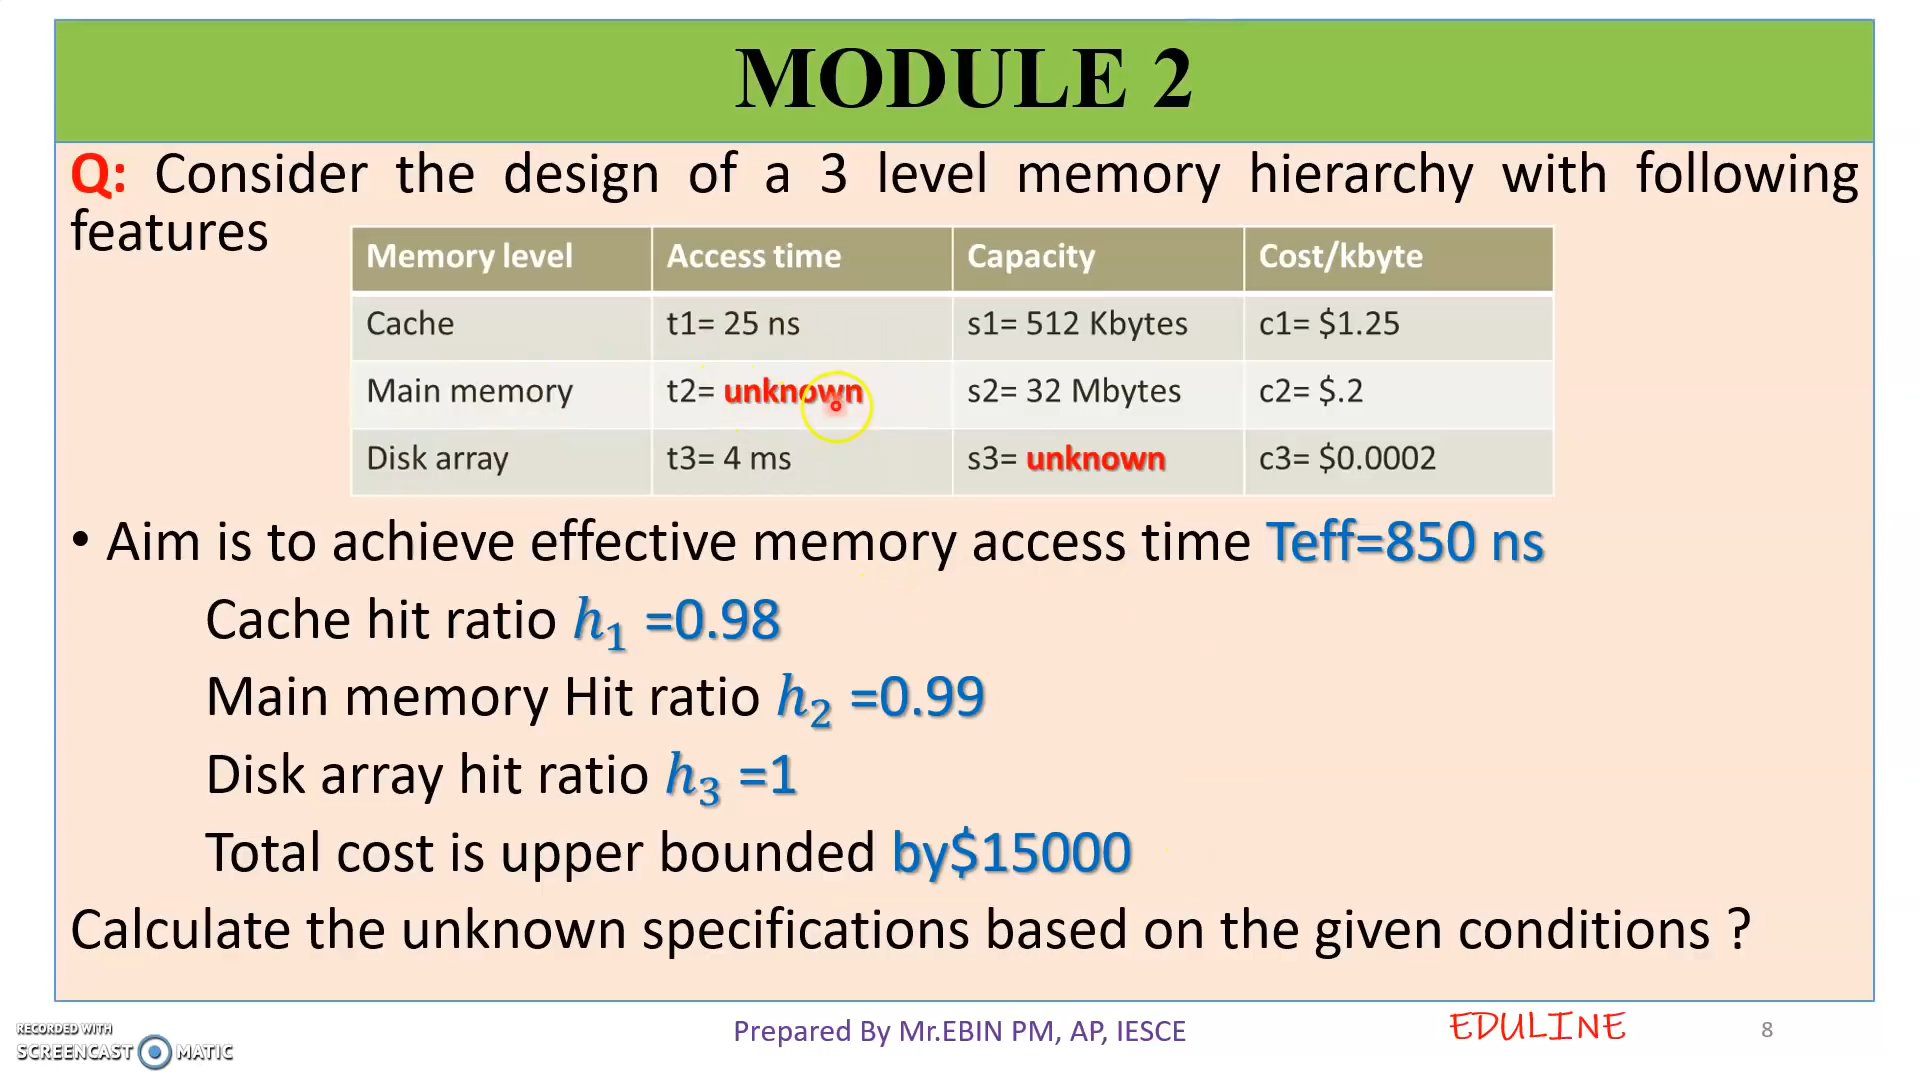 MODULE 2
Q: Consider the design of a 3 level memory hierarchy with following
features
Memory level Access time Capacity Cost/kbyte
Cache t1= 25 ns s1= 512 Kbytes c1= $1.25
Main memory t2= unknown s2= 32 Mbytes c2= $.2
Disk array t3= 4 ms s3= unknown c3= $0.0002
• Aim is to achieve effective memory access time Teff=850 ns
Cache hit ratio h₁ =0.98
Main memory Hit ratio h₂ =0.99
Disk array hit ratio h₃ =1
Total cost is upper bounded by$15000
Calculate the unknown specifications based on the given conditions ?
RECORDED WITH
SCREENCAST MATIC
Prepared By Mr.EBIN PM, AP, IESCE
EDULINE
8